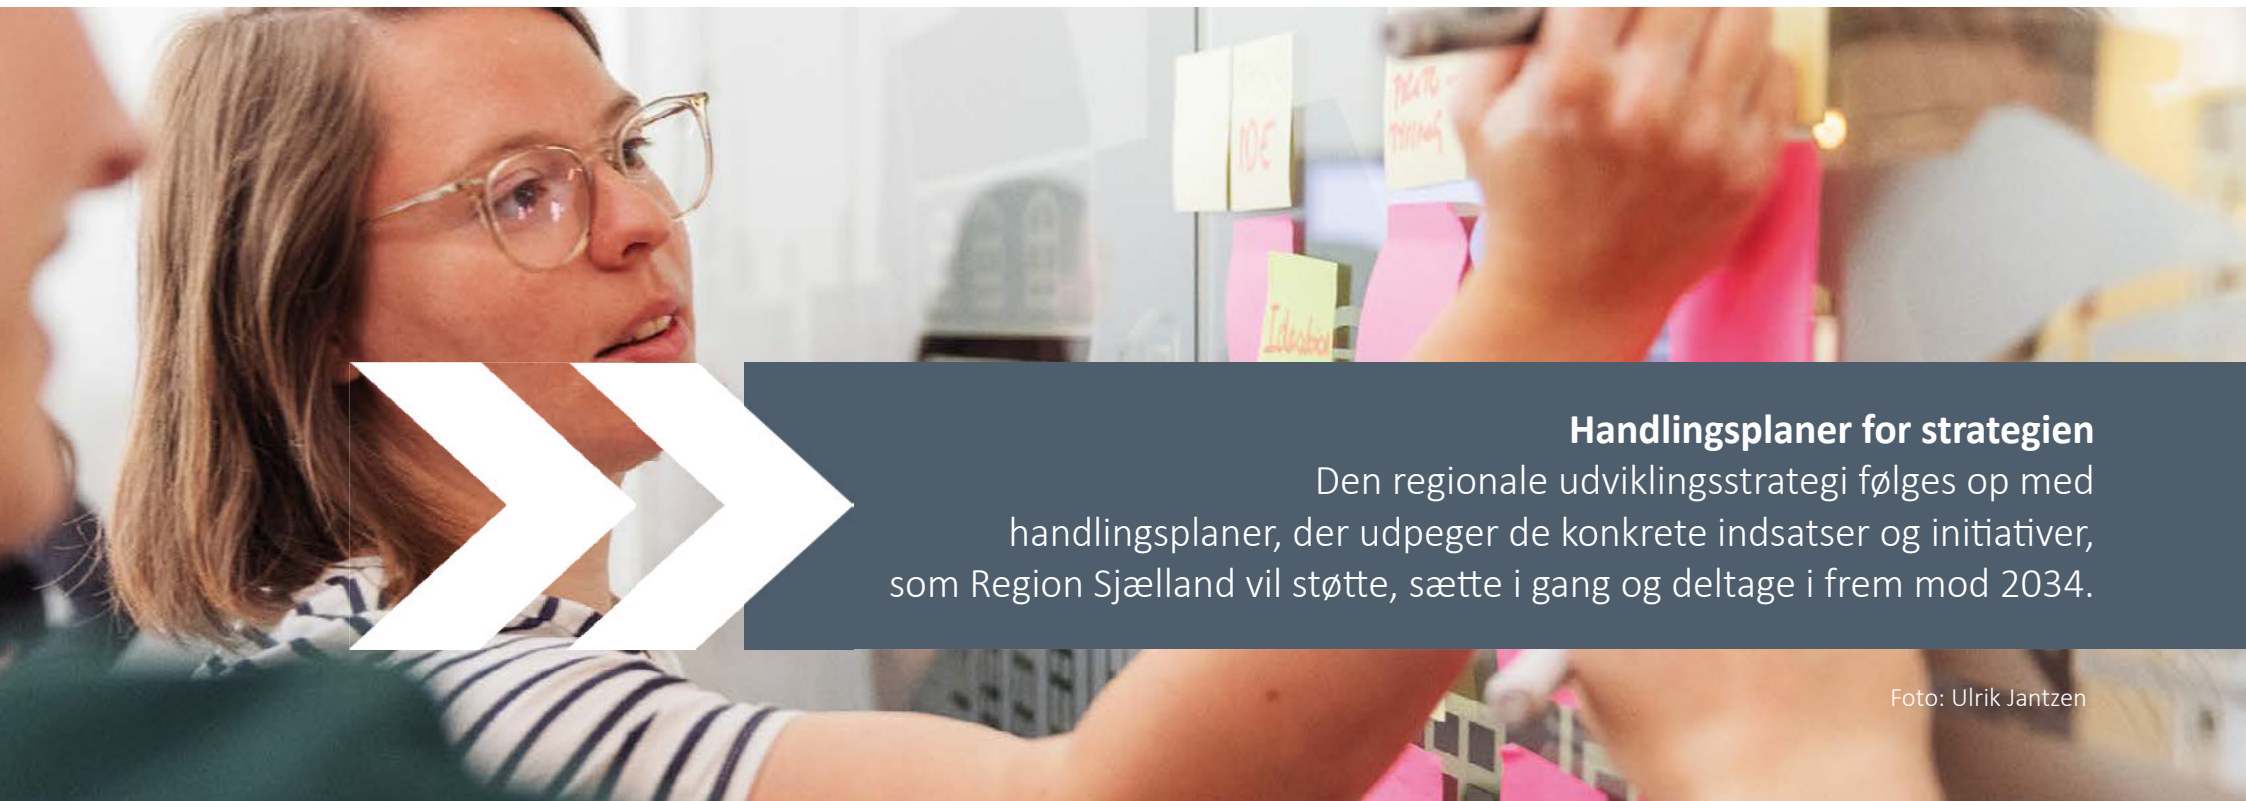 IDE
Handlingsplaner for strategien
Den regionale udviklingsstrategi følges op med
handlingsplaner, der udpeger de konkrete indsatser og initiativer,
som Region Sjælland vil støtte, sætte i gang og deltage i frem mod 2034.
Foto: Ulrik Jantzen